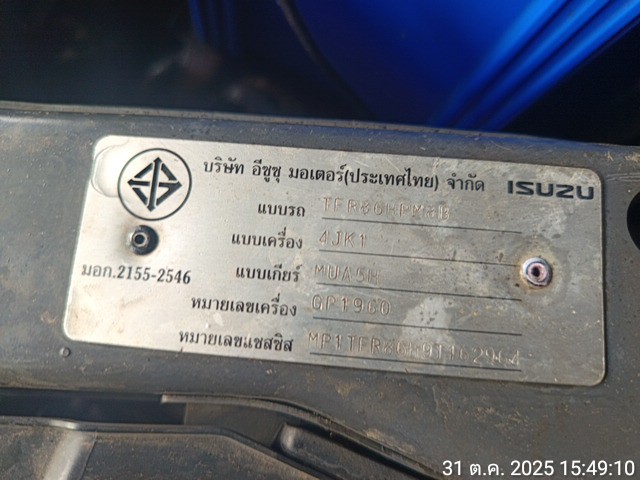 บริษัท อีซูซุ มอเตอร์(ประเทศไทย) จำกัด ISUZU
แบบรถ
แบบเครื่อง 4JK1
มอก.2155-2546 แบบเกียร์ MUA5H
หมายเลขเครื่อง GP1960
หมายเลขแชสซิส
31 ต.ค. 2025 15:49:10